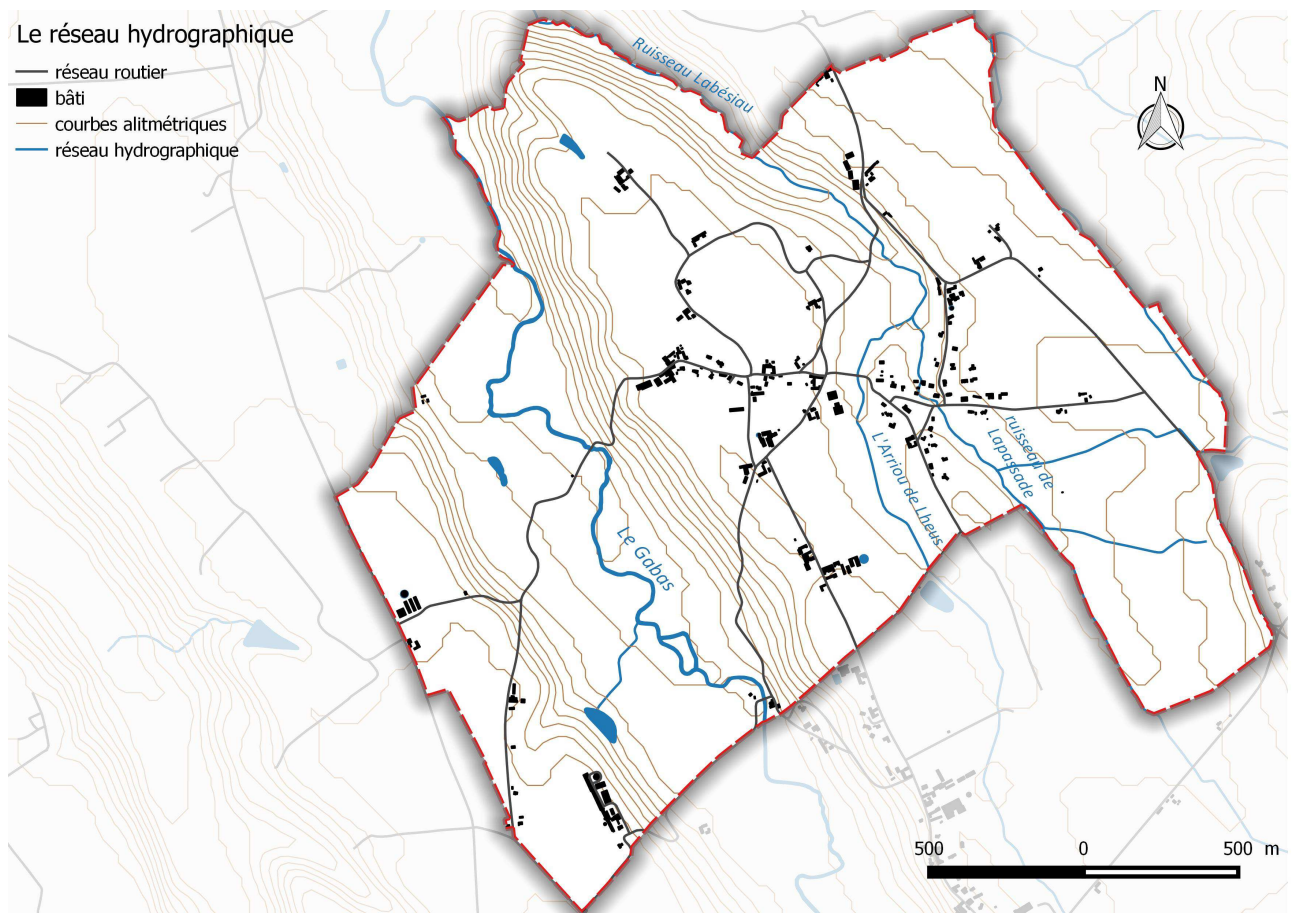 Le réseau hydrographique
réseau routier
bâti
courbes alitmétriques
réseau hydrographique
Ruisseau Labésiau
N
L'Arriou de Lheus
ruisseau de
Lapassade
Le Gabas
500 0 500 m